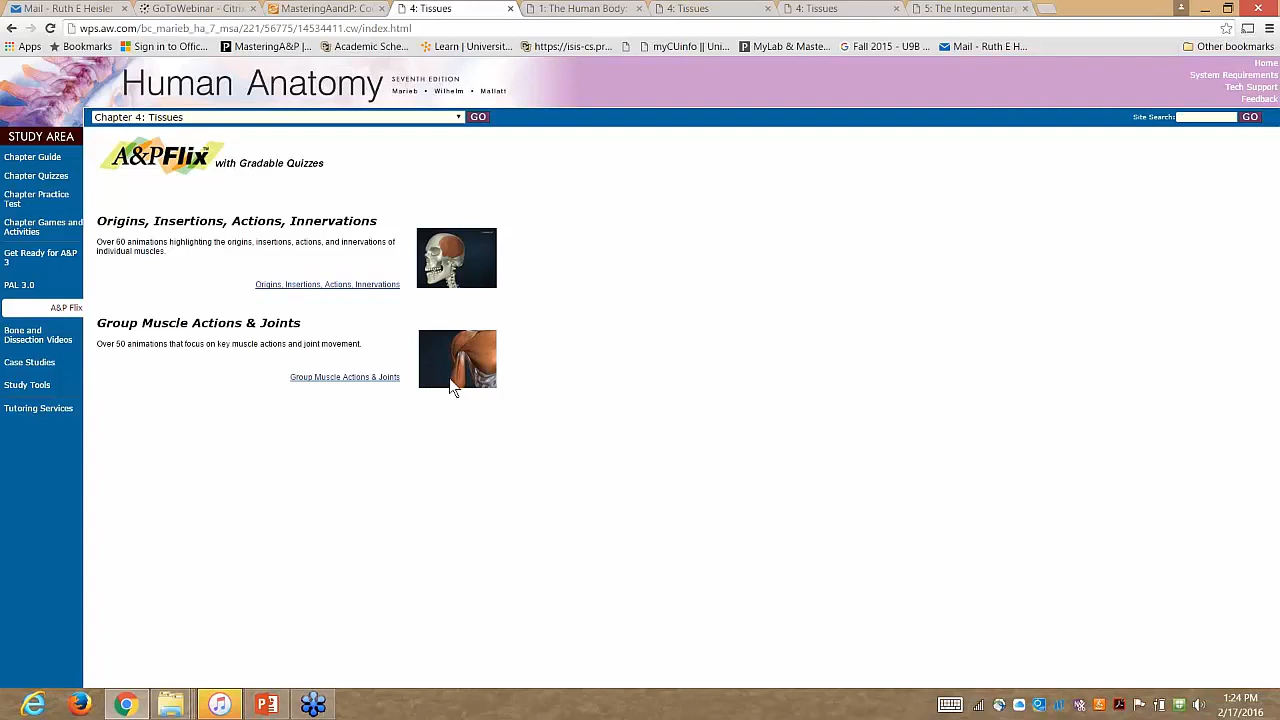 Mail - Ruth E Heisler
GoToWebinar - Citrix
MasteringAandP: Co
4: Tissues
1: The Human Body:
4: Tissues
4: Tissues
5: The Integumentary
wps.aw.com/bc_marieb_ha_7_msa/221/56775/14534411.cw/index.html
Apps
Bookmarks
Sign in to Offic...
MasteringA&P |...
Academic Sche...
Learn | Universit...
https://isis-cs.pr...
myCUinfo || Uni...
MyLab & Maste...
Fall 2015 - U9B ...
Mail - Ruth E H...
Other bookmarks
Human Anatomy
SEVENTH EDITION
Marieb • Wilhelm • Mallatt
Home
System Requirements
Tech Support
Feedback
Chapter 4: Tissues
GO
Site Search:
GO
STUDY AREA
Chapter Guide
Chapter Quizzes
Chapter Practice
Test
Chapter Games and
Activities
Get Ready for A&P
3
PAL 3.0
A&P Flix
Bone and
Dissection Videos
Case Studies
Study Tools
Tutoring Services
A&PFlix™ with Gradable Quizzes
Origins, Insertions, Actions, Innervations
Over 60 animations highlighting the origins, insertions, actions, and innervations of
individual muscles.
Origins, Insertions, Actions, Innervations
Group Muscle Actions & Joints
Over 50 animations that focus on key muscle actions and joint movement.
Group Muscle Actions & Joints
1:24 PM
2/17/2016